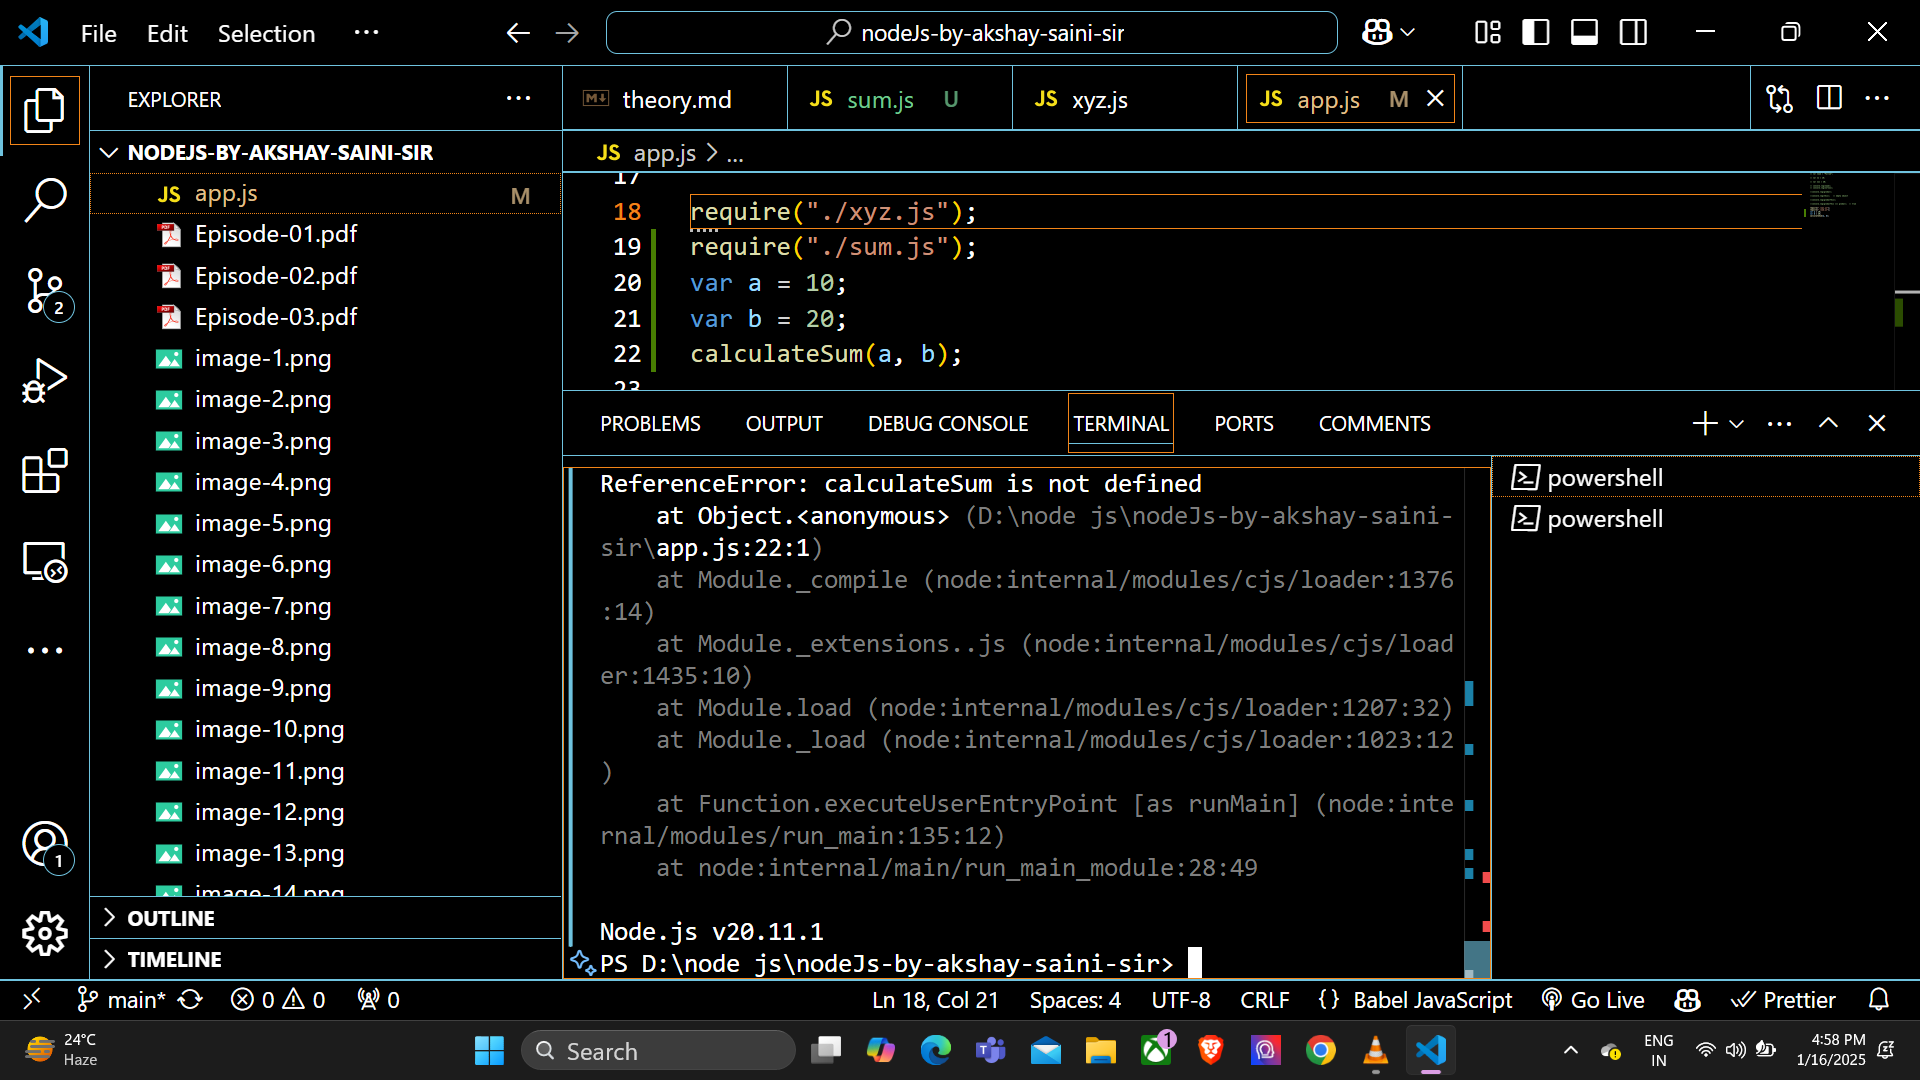 File Edit Selection ··· nodeJs-by-akshay-saini-sir
EXPLORER ···
NODEJS-BY-AKSHAY-SAINI-SIR
JS app.js M
Episode-01.pdf
Episode-02.pdf
Episode-03.pdf
image-1.png
image-2.png
image-3.png
image-4.png
image-5.png
image-6.png
image-7.png
image-8.png
image-9.png
image-10.png
image-11.png
image-12.png
image-13.png
image-14.png
OUTLINE
TIMELINE
2
1
theory.md JS sum.js U JS xyz.js JS app.js M
JS app.js > ...
17
18 require("./xyz.js");
19 require("./sum.js");
20 var a = 10;
21 var b = 20;
22 calculateSum(a, b);
23
PROBLEMS OUTPUT DEBUG CONSOLE TERMINAL PORTS COMMENTS
ReferenceError: calculateSum is not defined
at Object.<anonymous> (D:\node js\nodeJs-by-akshay-saini-
sir\app.js:22:1)
at Module._compile (node:internal/modules/cjs/loader:1376
:14)
at Module._extensions..js (node:internal/modules/cjs/load
er:1435:10)
at Module.load (node:internal/modules/cjs/loader:1207:32)
at Module._load (node:internal/modules/cjs/loader:1023:12
)
at Function.executeUserEntryPoint [as runMain] (node:inte
rnal/modules/run_main:135:12)
at node:internal/main/run_main_module:28:49
Node.js v20.11.1
PS D:\node js\nodeJs-by-akshay-saini-sir>
powershell
powershell
main* 0 0 0 Ln 18, Col 21 Spaces: 4 UTF-8 CRLF {} Babel JavaScript Go Live Prettier
24°C
Haze
Search
1
ENG
IN
4:58 PM
1/16/2025